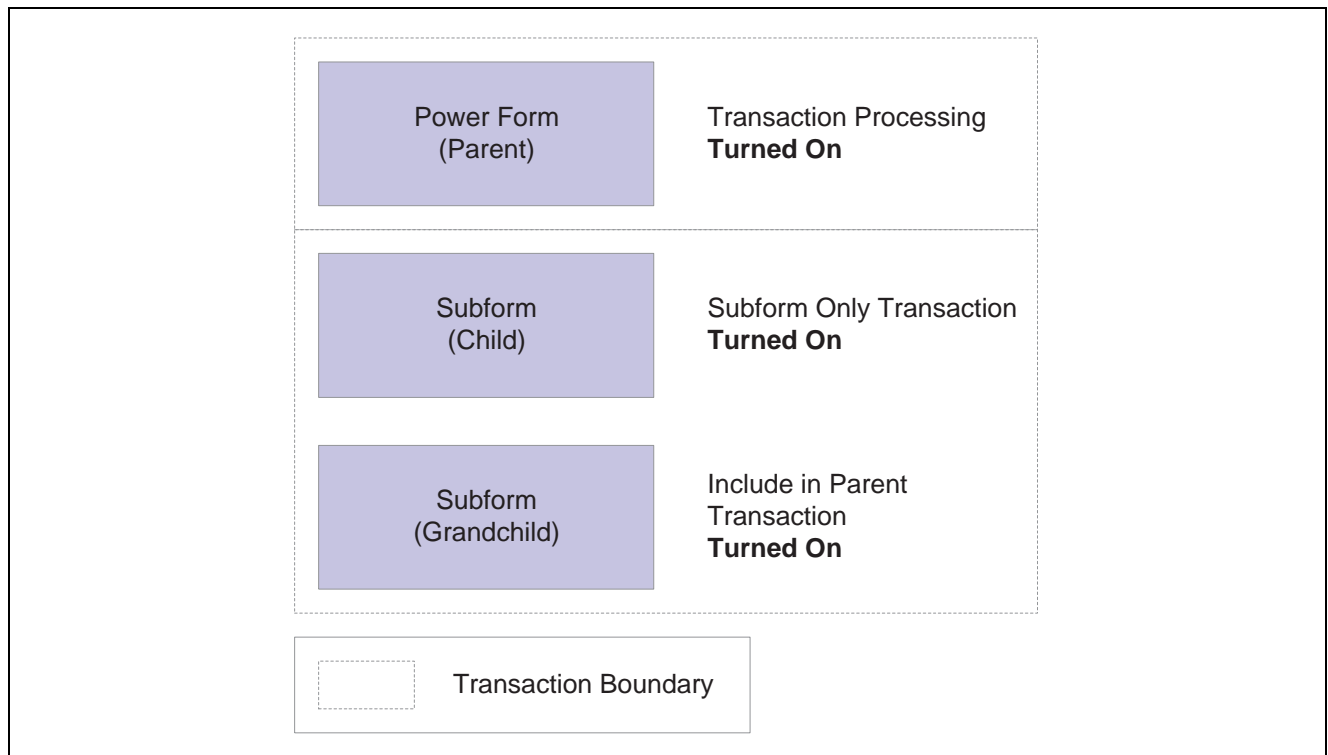 Power Form
(Parent)
Transaction Processing
Turned On
Subform
(Child)
Subform Only Transaction
Turned On
Subform
(Grandchild)
Include in Parent
Transaction
Turned On
Transaction Boundary